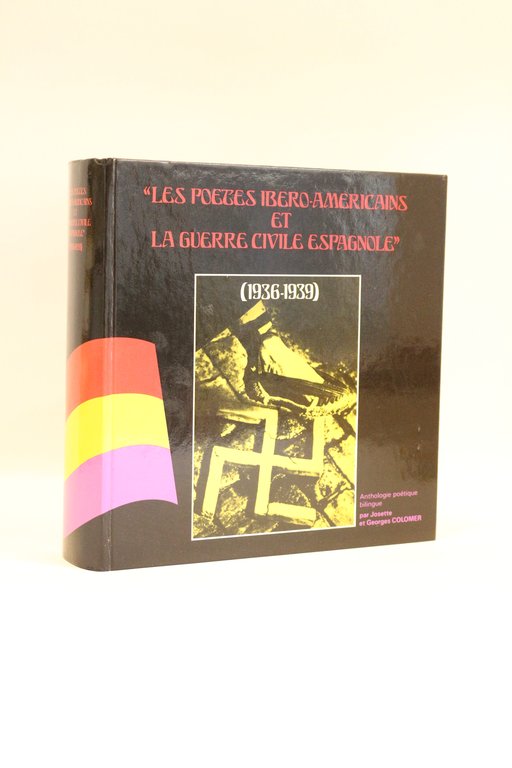 "LES POETES IBERO-AMERICAINS
ET
LA GUERRE CIVILE ESPAGNOLE"
(1936-1939)
Anthologie poétique
bilingue
par Josette
et Georges COLOMER